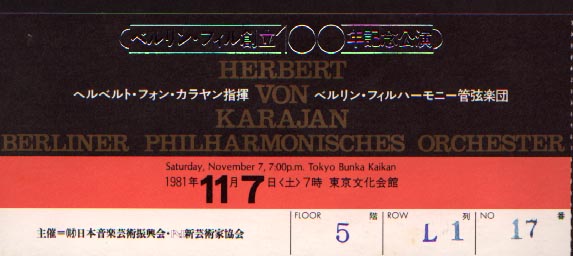 ベルリン・フィル創立100年記念公演
HERBERT
ヘルベルト・フォン・カラヤン指揮 VON ベルリン・フィルハーモニー管弦楽団
KARAJAN
BERLINER PHILHARMONISCHES ORCHESTER
Saturday, November 7, 7:00p.m. Tokyo Bunka Kaikan
1981年11月7日〈土〉7時 東京文化会館
主催=㈶日本音楽芸術振興会・新芸術家協会
FLOOR 5 階 ROW L 1 列 NO 17 番